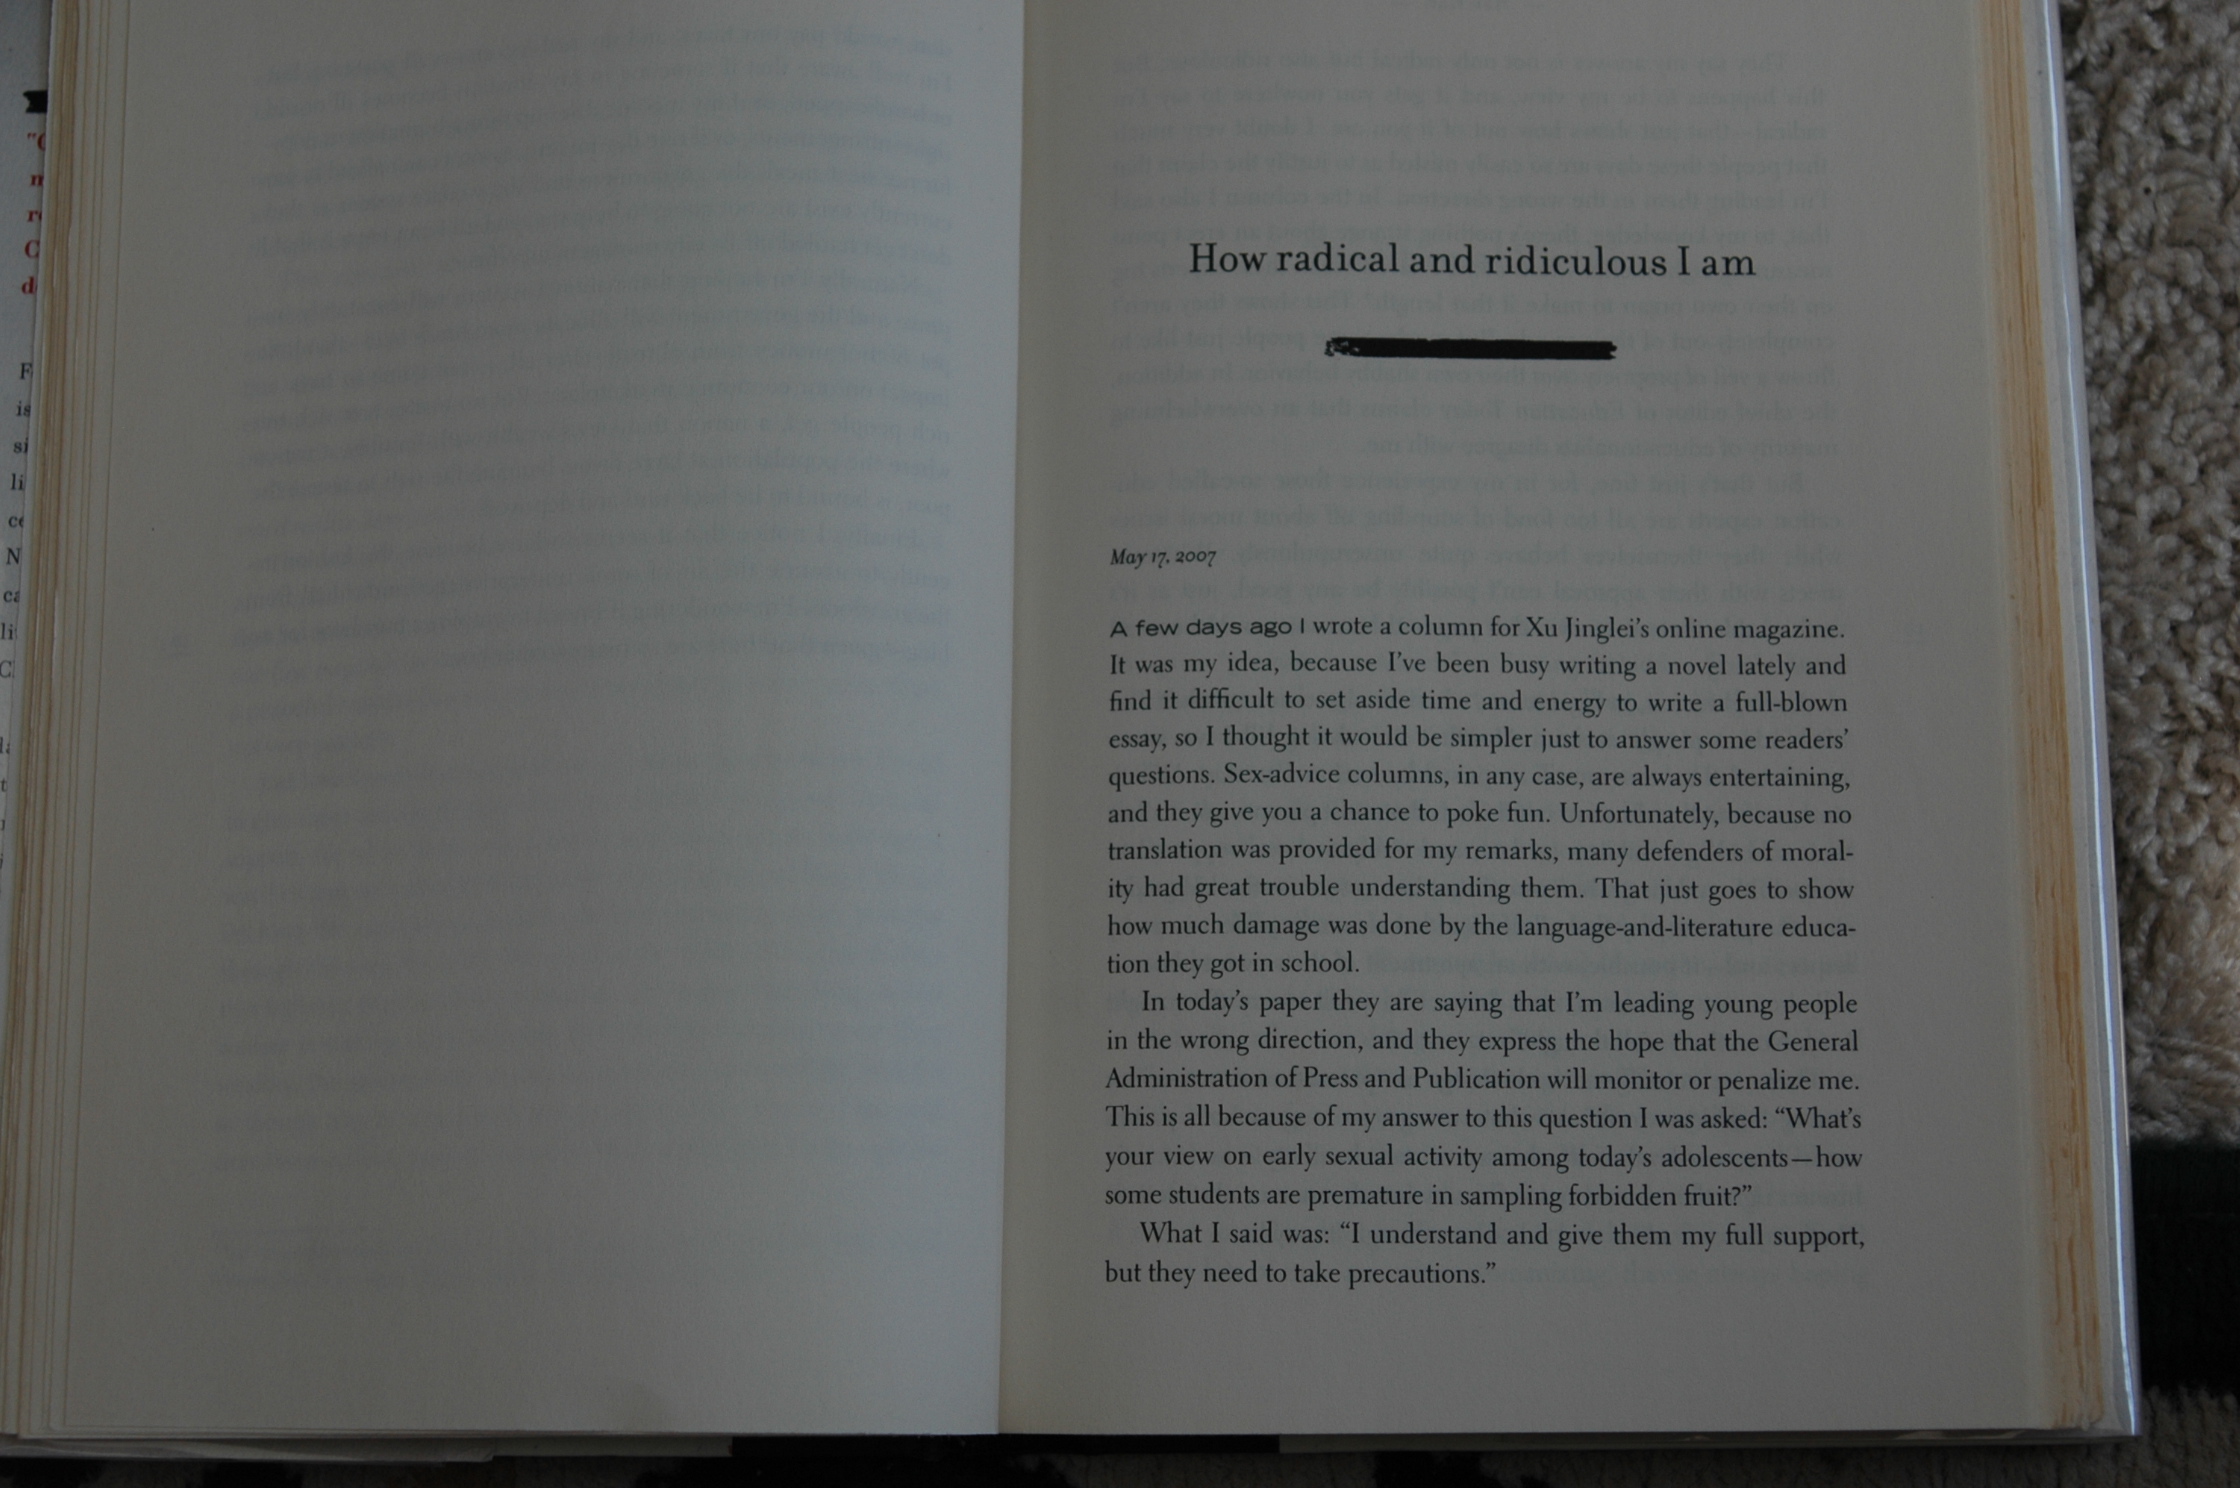 How radical and ridiculous I am
May 17, 2007
A few days ago I wrote a column for Xu Jinglei's online magazine.
It was my idea, because I've been busy writing a novel lately and
find it difficult to set aside time and energy to write a full-blown
essay, so I thought it would be simpler just to answer some readers'
questions. Sex-advice columns, in any case, are always entertaining,
and they give you a chance to poke fun. Unfortunately, because no
translation was provided for my remarks, many defenders of moral-
ity had great trouble understanding them. That just goes to show
how much damage was done by the language-and-literature educa-
tion they got in school.
In today's paper they are saying that I'm leading young people
in the wrong direction, and they express the hope that the General
Administration of Press and Publication will monitor or penalize me.
This is all because of my answer to this question I was asked: “What's
your view on early sexual activity among today's adolescents—how
some students are premature in sampling forbidden fruit?”
What I said was: “I understand and give them my full support,
but they need to take precautions.”